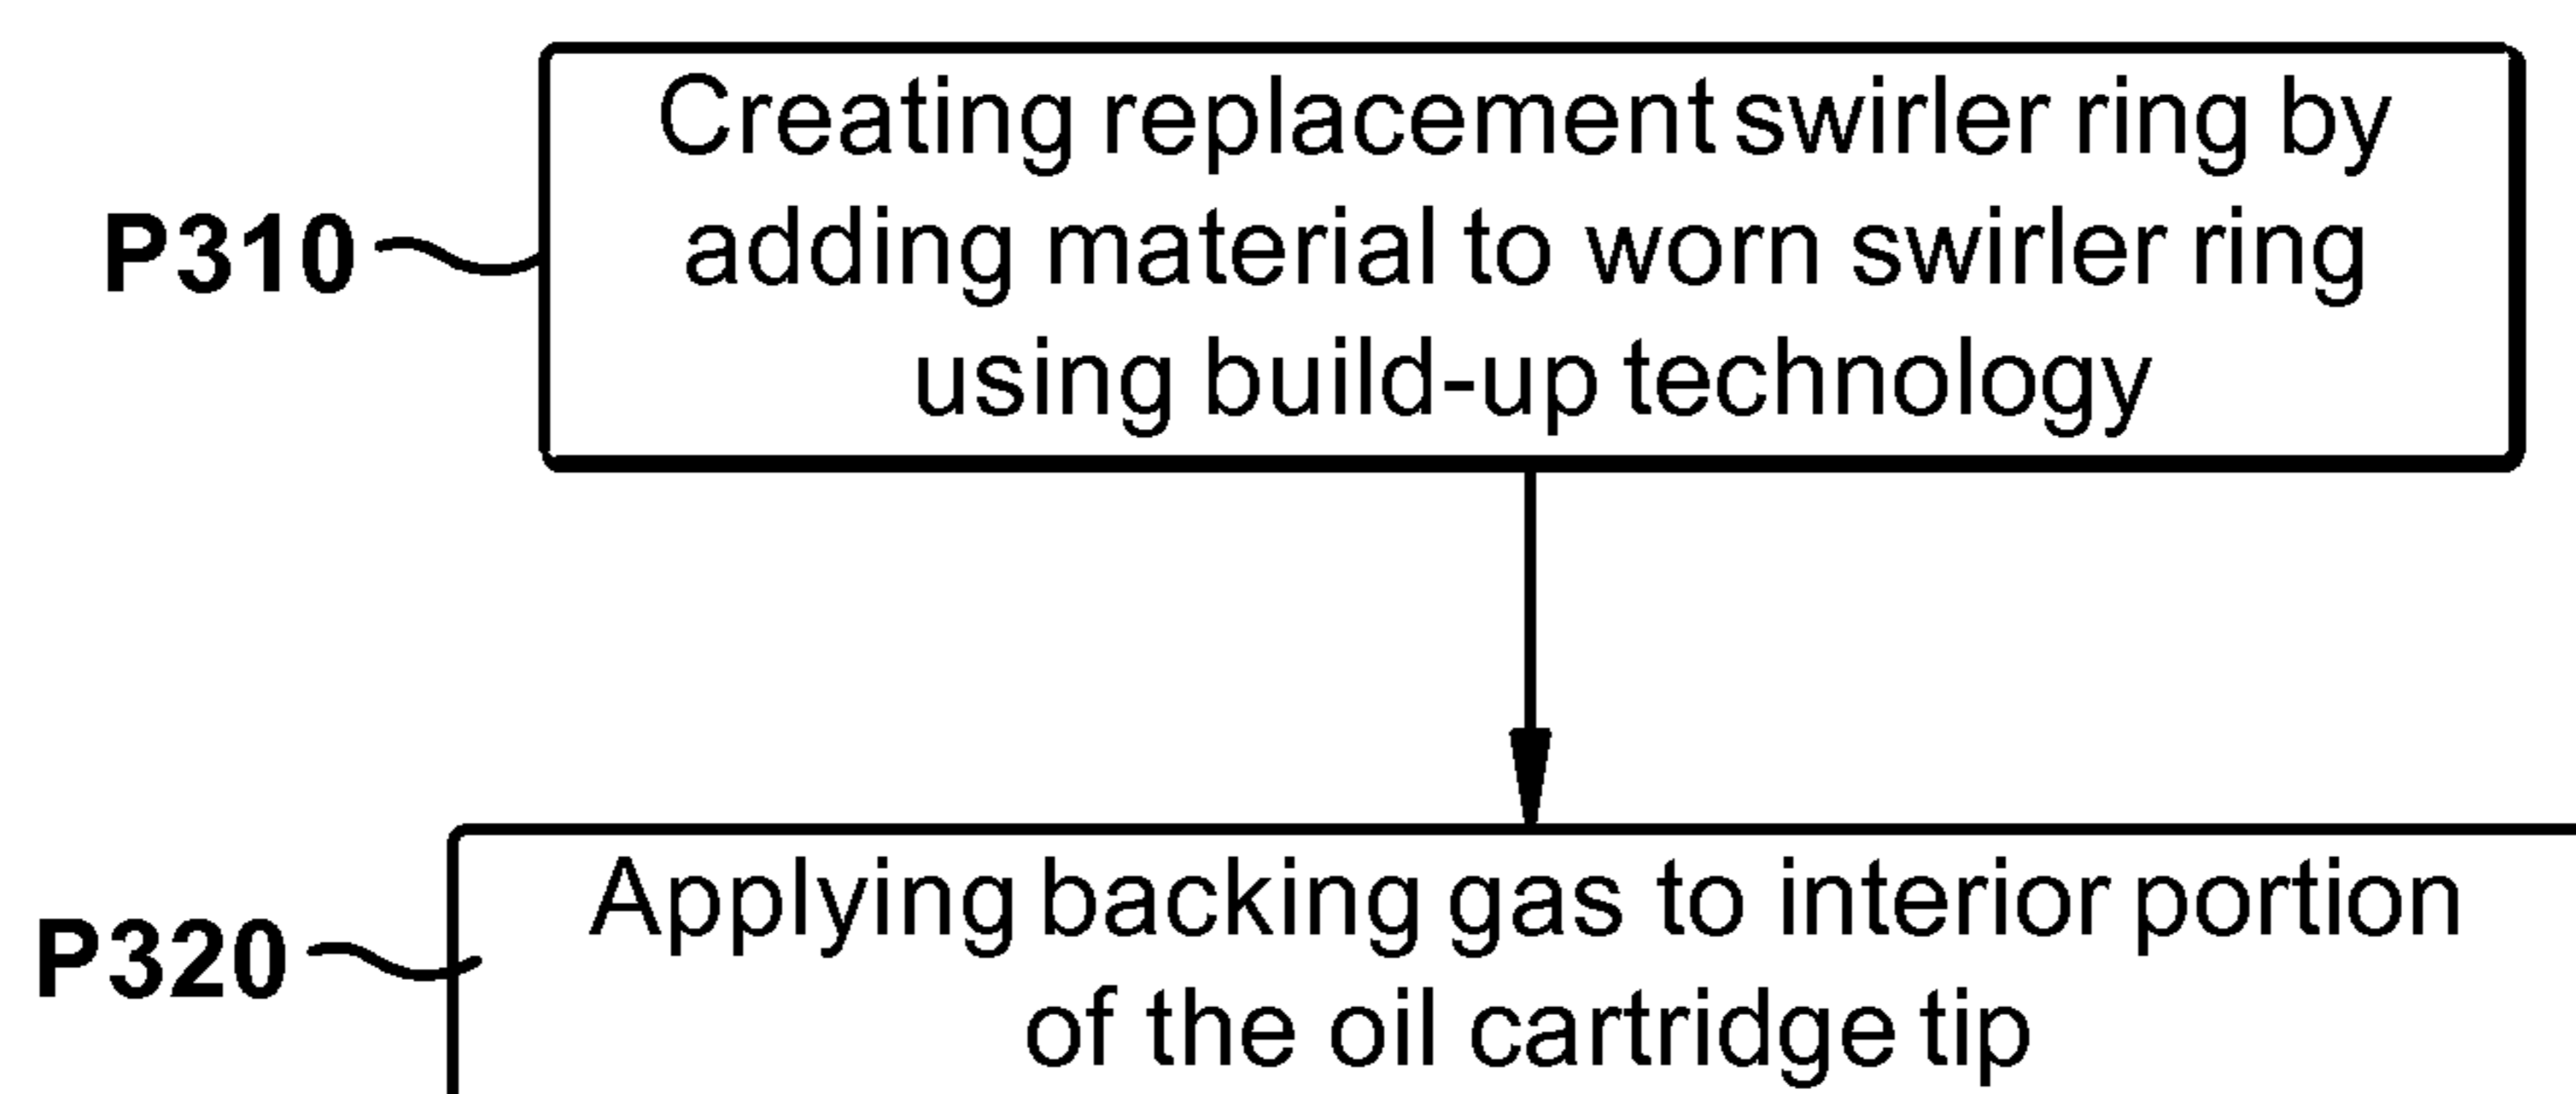 Creating replacement swirler ring by
adding material to worn swirler ring
using build-up technology
P310
Applying backing gas to interior portion
of the oil cartridge tip
P320